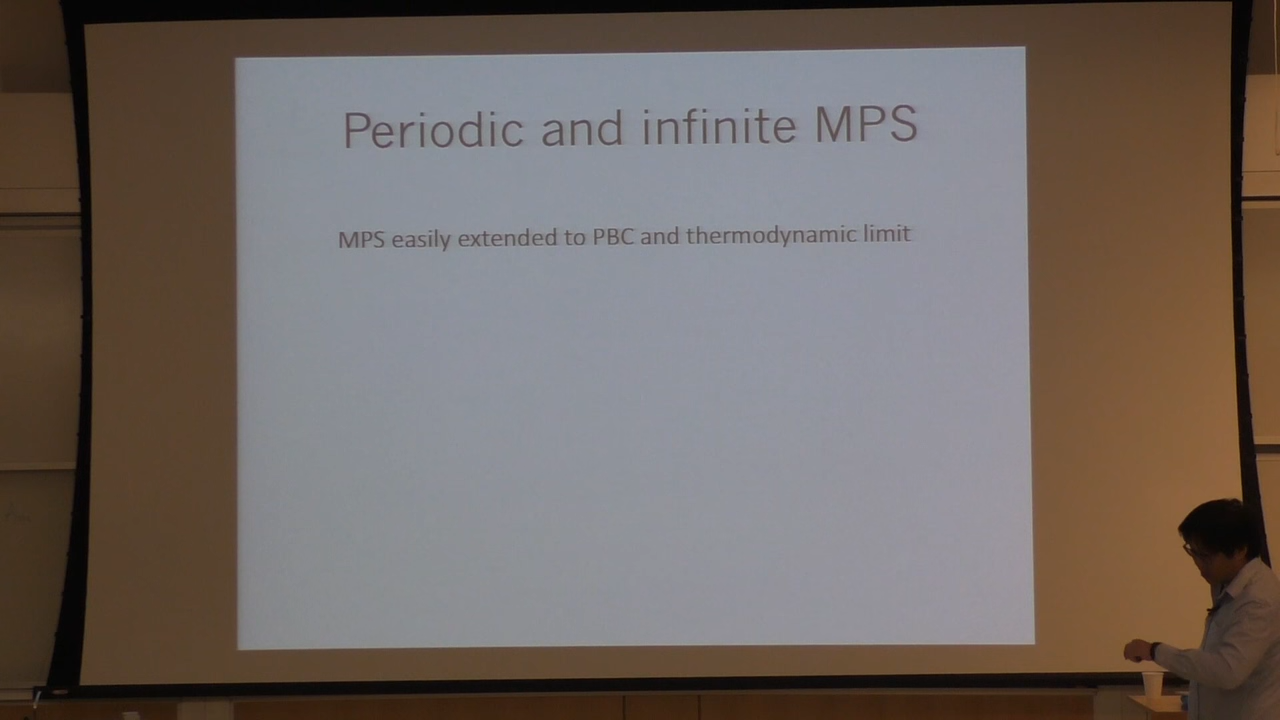 Periodic and infinite MPS
MPS easily extended to PBC and thermodynamic limit